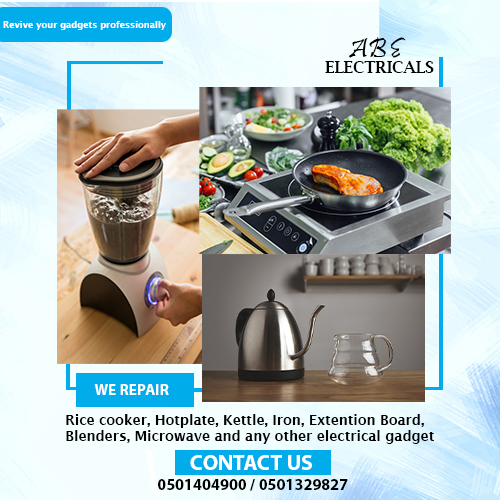 Revive your gadgets professionally
ABE
ELECTRICALS
WE REPAIR
Rice cooker, Hotplate, Kettle, Iron, Extention Board,
Blenders, Microwave and any other electrical gadget
CONTACT US
0501404900 / 0501329827